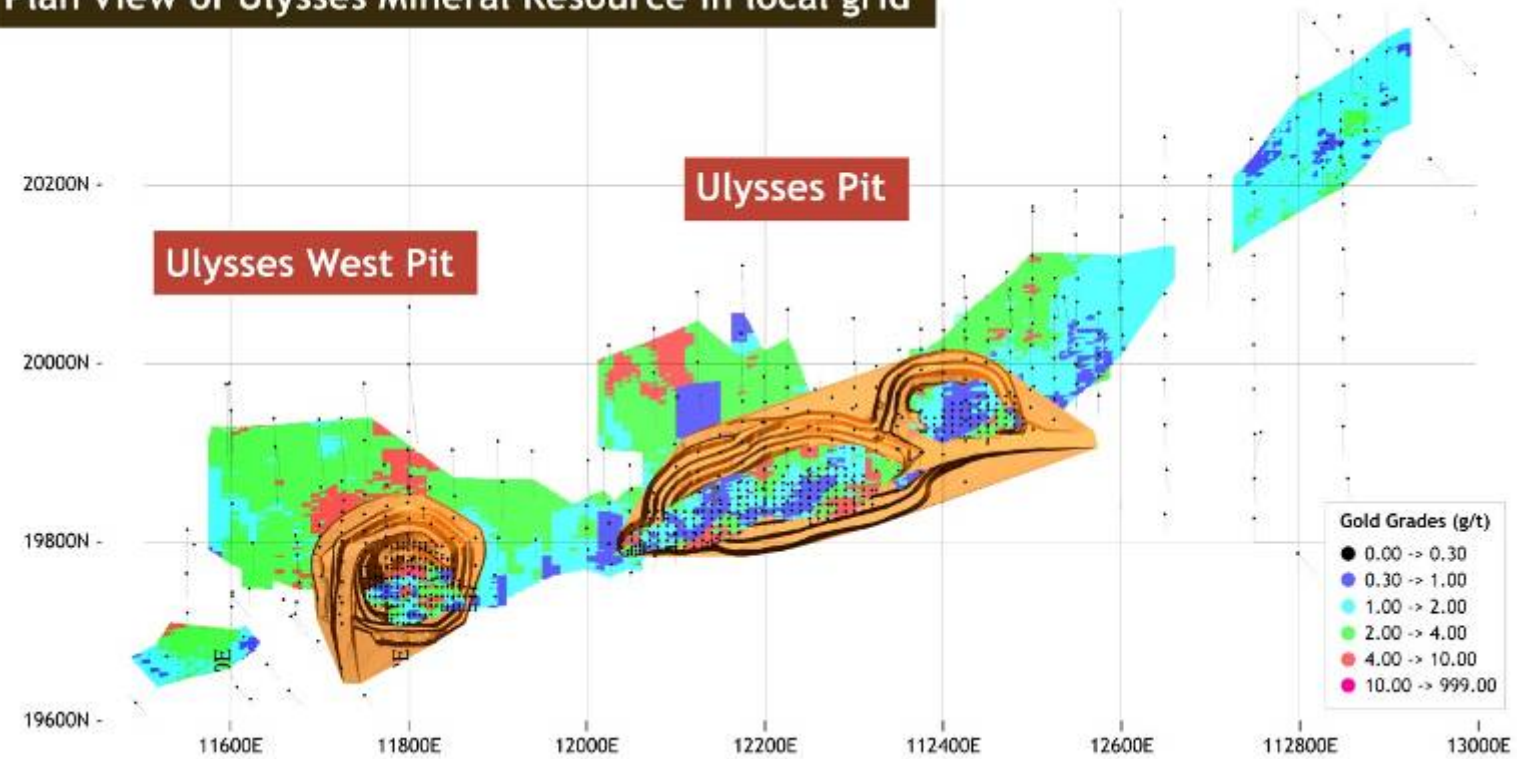 Plan View of Ulysses Mineral Resource in local grid
Ulysses Pit
20200N -
Ulysses West Pit
20000N -
19800N -
19600N -
Gold Grades (g/t)
0.00 -> 0.30
0.30 -> 1.00
1.00 -> 2.00
2.00 -> 4.00
4.00 -> 10.00
10.00 -> 999.00
11600E
11800E
12000E
12200E
112400E
12600E
112800E
13000E